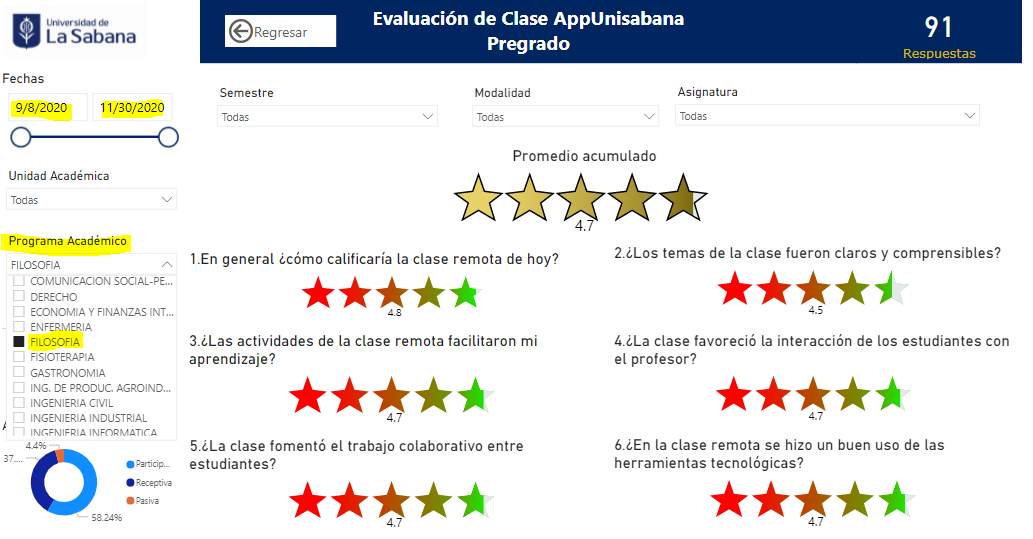 Universidad de
La Sabana
Regresar
Evaluación de Clase AppUnisabana
Pregrado
91
Respuestas
Fechas
9/8/2020
11/30/2020
Semestre
Todas
Modalidad
Todas
Asignatura
Todas
Unidad Académica
Todas
Promedio acumulado
4.7
Programa Académico
FILOSOFIA
COMUNICACION SOCIAL-PE...
DERECHO
ECONOMIA Y FINANZAS INT...
ENFERMERIA
FILOSOFIA
FISIOTERAPIA
GASTRONOMIA
ING. DE PRODUC. AGROIND...
INGENIERIA CIVIL
INGENIERIA INDUSTRIAL
INGENIERIA INFORMATICA
1.En general ¿cómo calificaría la clase remota de hoy?
4.8
2.¿Los temas de la clase fueron claros y comprensibles?
4.5
3.¿Las actividades de la clase remota facilitaron mi
aprendizaje?
4.7
4.¿La clase favoreció la interacción de los estudiantes con
el profesor?
4.7
5.¿La clase fomentó el trabajo colaborativo entre
estudiantes?
4.7
6.¿En la clase remota se hizo un buen uso de las
herramientas tecnológicas?
4.7
4.4%
37....
58.24%
Particip...
Receptiva
Pasiva